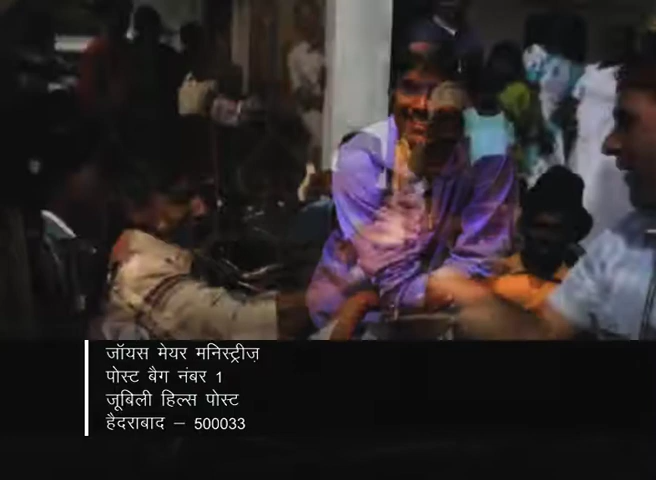 जॉयस मेयर मनिस्ट्रीज़
पोस्ट बैग नंबर 1
जूबिली हिल्स पोस्ट
हैदराबाद – 500033